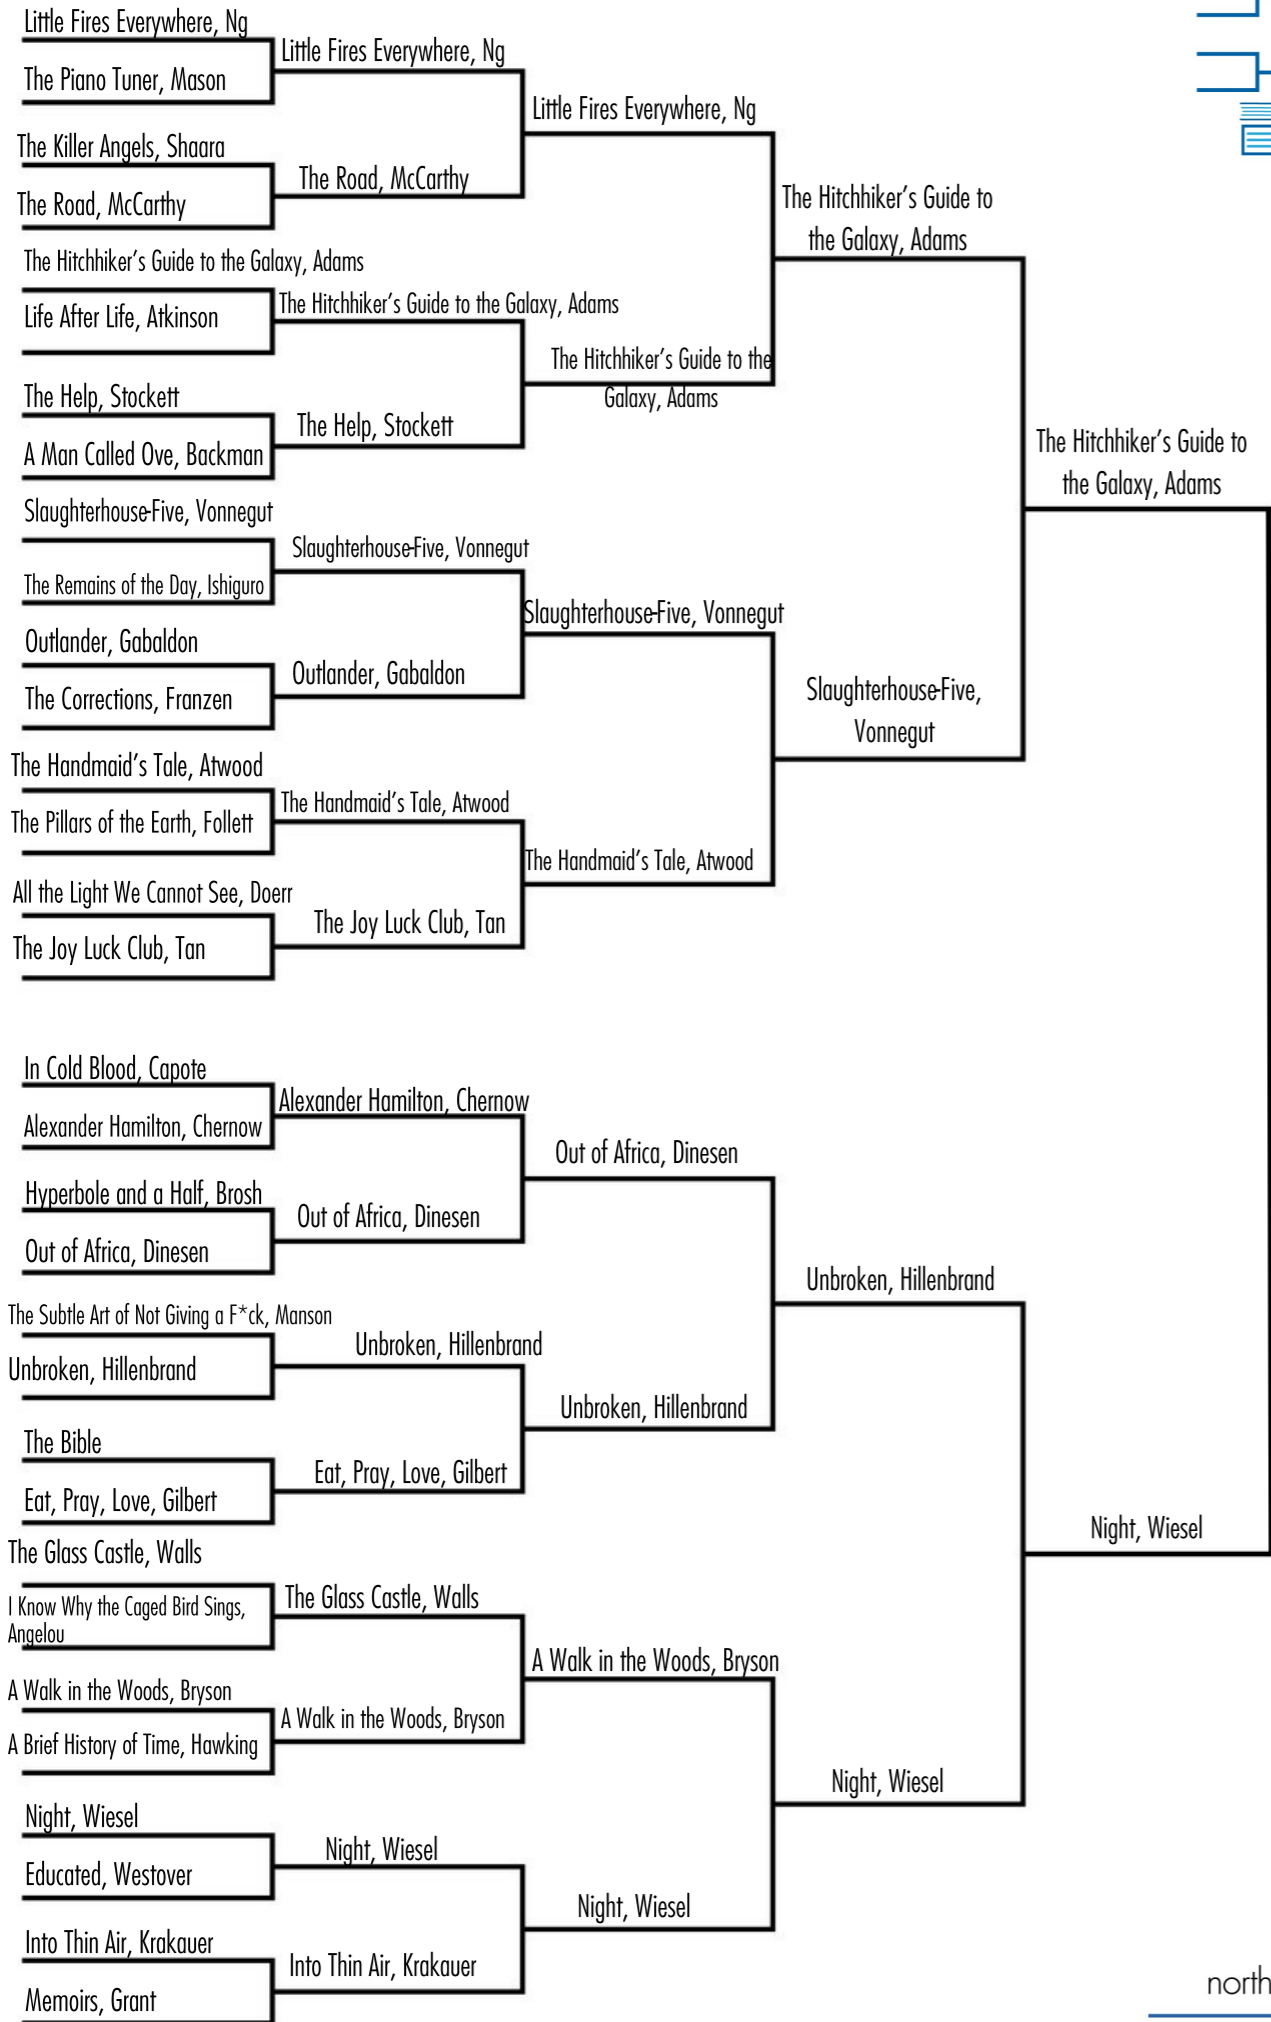 Little Fires Everywhere, Ng
The Piano Tuner, Mason
The Killer Angels, Shaara
The Road, McCarthy
The Hitchhiker's Guide to the Galaxy, Adams
Life After Life, Atkinson
The Help, Stockett
A Man Called Ove, Backman
Slaughterhouse-Five, Vonnegut
The Remains of the Day, Ishiguro
Outlander, Gabaldon
The Corrections, Franzen
The Handmaid's Tale, Atwood
The Pillars of the Earth, Follett
All the Light We Cannot See, Doerr
The Joy Luck Club, Tan
In Cold Blood, Capote
Alexander Hamilton, Chernow
Hyperbole and a Half, Brosh
Out of Africa, Dinesen
The Subtle Art of Not Giving a F*ck, Manson
Unbroken, Hillenbrand
The Bible
Eat, Pray, Love, Gilbert
The Glass Castle, Walls
I Know Why the Caged Bird Sings,
Angelou
A Walk in the Woods, Bryson
A Brief History of Time, Hawking
Night, Wiesel
Educated, Westover
Into Thin Air, Krakauer
Memoirs, Grant
Little Fires Everywhere, Ng
The Road, McCarthy
The Hitchhiker's Guide to the Galaxy, Adams
The Help, Stockett
Slaughterhouse-Five, Vonnegut
Outlander, Gabaldon
The Handmaid's Tale, Atwood
The Joy Luck Club, Tan
Alexander Hamilton, Chernow
Out of Africa, Dinesen
Unbroken, Hillenbrand
Eat, Pray, Love, Gilbert
The Glass Castle, Walls
A Walk in the Woods, Bryson
Night, Wiesel
Into Thin Air, Krakauer
Little Fires Everywhere, Ng
The Hitchhiker's Guide to the
Galaxy, Adams
Slaughterhouse-Five, Vonnegut
The Handmaid's Tale, Atwood
Out of Africa, Dinesen
Unbroken, Hillenbrand
A Walk in the Woods, Bryson
Night, Wiesel
The Hitchhiker's Guide to
the Galaxy, Adams
Slaughterhouse-Five,
Vonnegut
Unbroken, Hillenbrand
Night, Wiesel
The Hitchhiker's Guide to
the Galaxy, Adams
Night, Wiesel
north